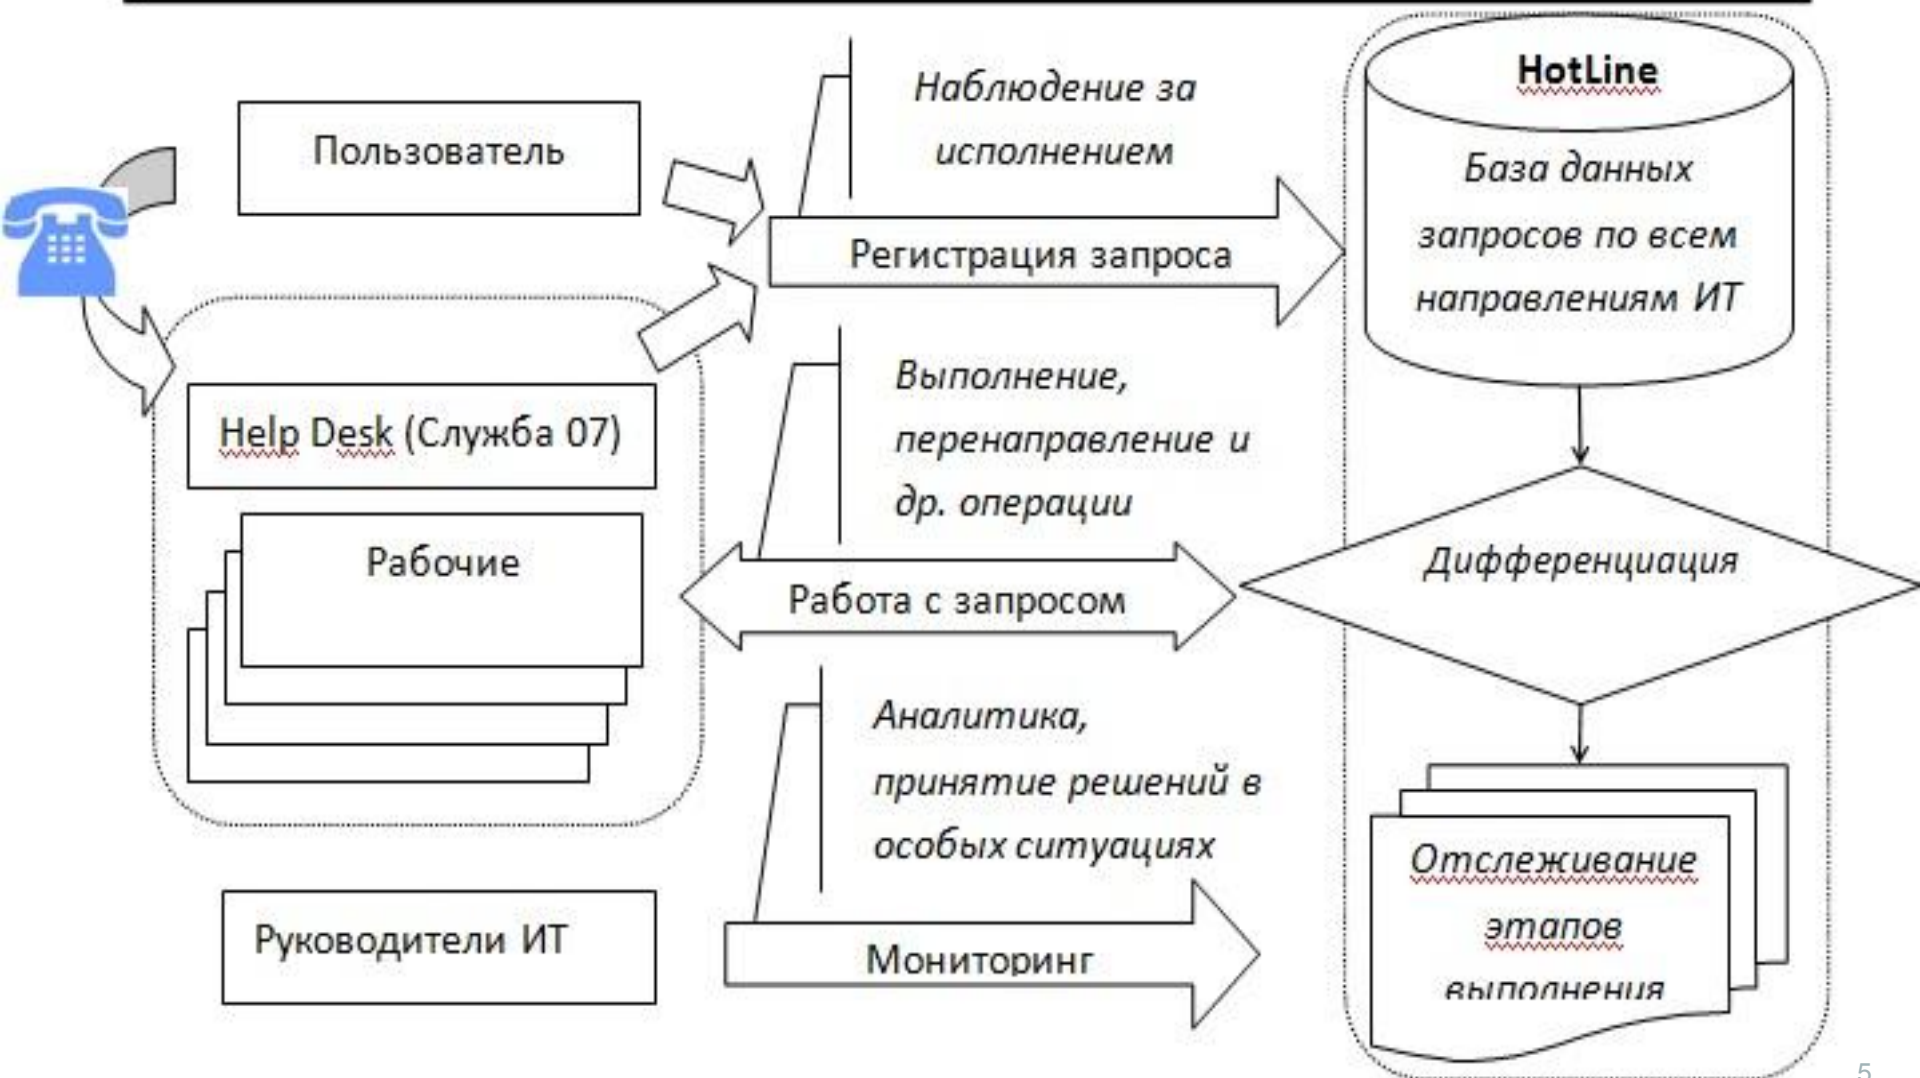 Пользователь
Help Desk (Служба 07)
Рабочие
Руководители ИТ
Наблюдение за
исполнением
Регистрация запроса
Выполнение,
перенаправление и
др. операции
Работа с запросом
Аналитика,
принятие решений в
особых ситуациях
Мониторинг
HotLine
База данных
запросов по всем
направлениям ИТ
Дифференциация
Отслеживание
этапов
выполнения
5